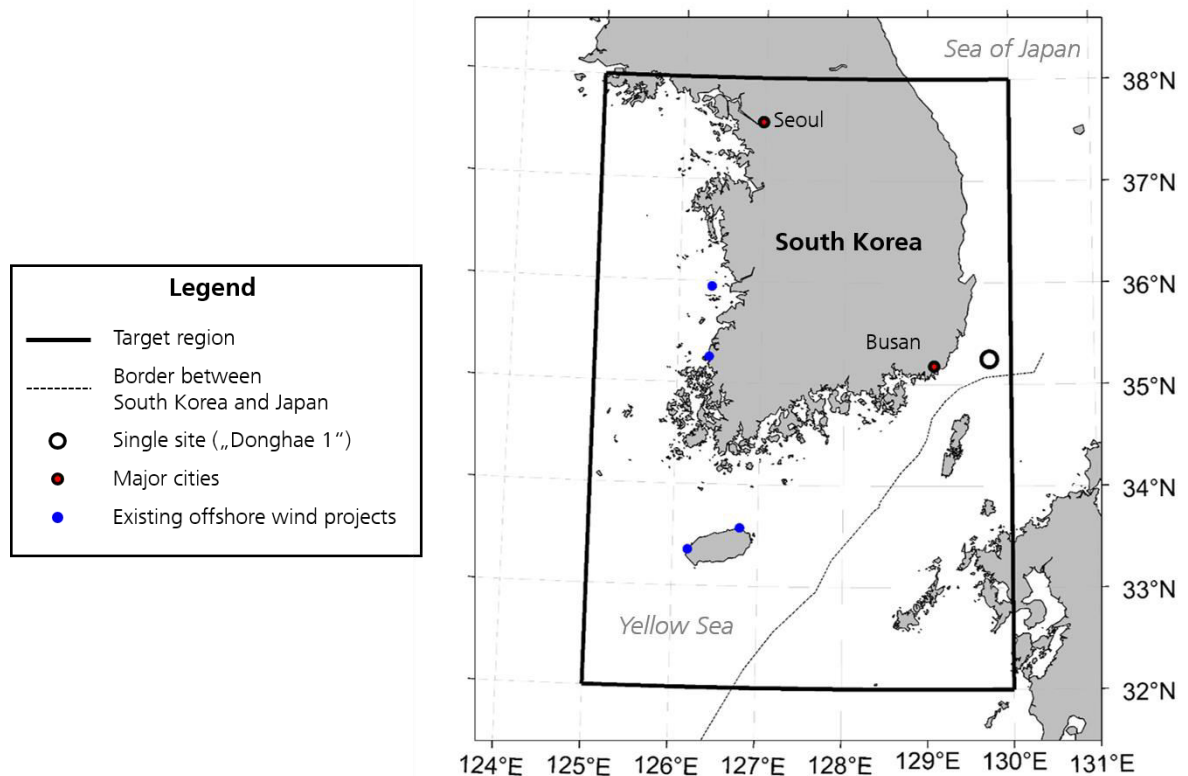 Sea of Japan
38°N
Seoul
37°N
South Korea
Legend
36°N
Target region
Busan
Border between
South Korea and Japan
35°N
Single site („Donghae 1“)
Major cities
34°N
Existing offshore wind projects
33°N
Yellow Sea
32°N
124°E 125°E 126°E 127°E 128°E 129°E 130°E 131°E